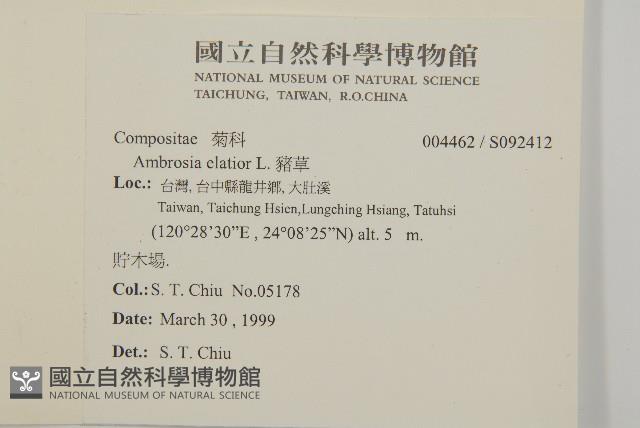 國立自然科學博物館
NATIONAL MUSEUM OF NATURAL SCIENCE
TAICHUNG, TAIWAN, R.O.CHINA
Compositae 菊科 004462 / S092412
Ambrosia elatior L. 豬草
Loc.: 台灣, 台中縣龍井鄉, 大肚溪
Taiwan, Taichung Hsien,Lungching Hsiang, Tatuhsi
(120°28'30”E , 24°08'25”N) alt. 5 m.
貯木場.
Col.: S. T. Chiu No.05178
Date: March 30 , 1999
Det.: S. T. Chiu
國立自然科學博物館
NATIONAL MUSEUM OF NATURAL SCIENCE